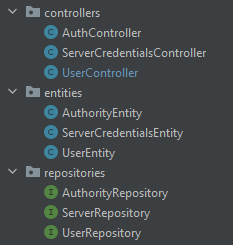 controllers
AuthController
ServerCredentialsController
UserController
entities
AuthorityEntity
ServerCredentialsEntity
UserEntity
repositories
AuthorityRepository
ServerRepository
UserRepository